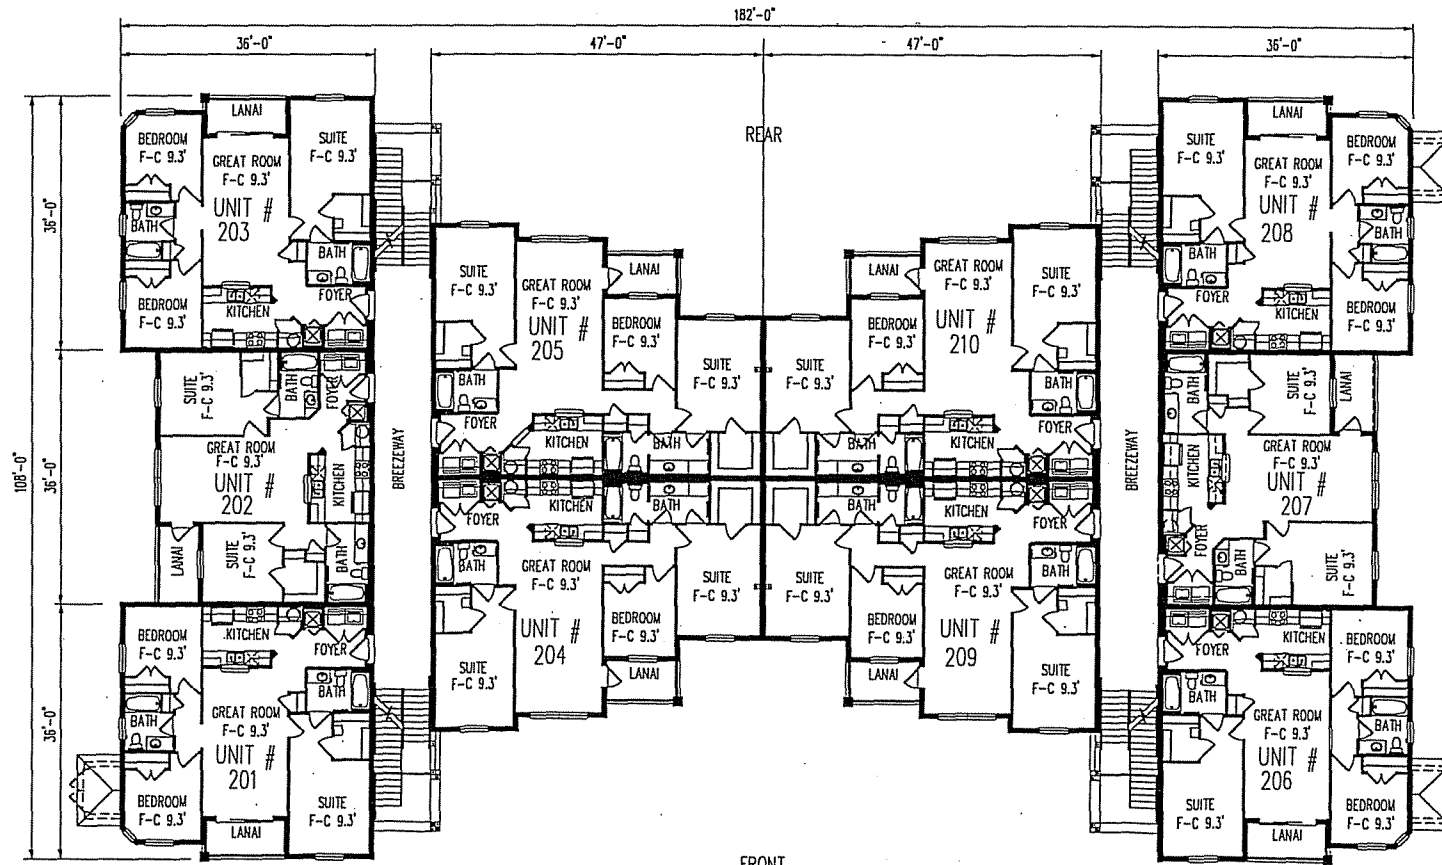 182'-0"
36'-0"
47'-0"
47'-0"
36'-0"
REAR
108'-0"
36'-0"
36'-0"
36'-0"
LANAI
BEDROOM
F-C 9.3'
SUITE
F-C 9.3'
GREAT ROOM
F-C 9.3'
UNIT #
203
BATH
BATH
BEDROOM
F-C 9.3'
FOYER
KITCHEN
SUITE
F-C 9.3'
BATH
FOYER
GREAT ROOM
F-C 9.3'
UNIT #
202
KITCHEN
LANAI
SUITE
F-C 9.3'
BATH
BEDROOM
F-C 9.3'
KITCHEN
FOYER
BATH
BATH
GREAT ROOM
F-C 9.3'
UNIT #
201
BEDROOM
F-C 9.3'
SUITE
F-C 9.3'
LANAI
BREEZEWAY
SUITE
F-C 9.3'
GREAT ROOM
F-C 9.3'
UNIT #
205
LANAI
BEDROOM
F-C 9.3'
SUITE
F-C 9.3'
BATH
FOYER
KITCHEN
BATH
FOYER
KITCHEN
BATH
BATH
GREAT ROOM
F-C 9.3'
UNIT #
204
SUITE
F-C 9.3'
BEDROOM
F-C 9.3'
SUITE
F-C 9.3'
LANAI
LANAI
GREAT ROOM
F-C 9.3'
UNIT #
210
SUITE
F-C 9.3'
BEDROOM
F-C 9.3'
SUITE
F-C 9.3'
BATH
FOYER
KITCHEN
BATH
BATH
KITCHEN
FOYER
BATH
GREAT ROOM
F-C 9.3'
UNIT #
209
SUITE
F-C 9.3'
BEDROOM
F-C 9.3'
SUITE
F-C 9.3'
LANAI
BREEZEWAY
LANAI
SUITE
F-C 9.3'
BEDROOM
F-C 9.3'
GREAT ROOM
F-C 9.3'
UNIT #
208
BATH
BATH
FOYER
KITCHEN
BEDROOM
F-C 9.3'
BATH
SUITE
F-C 9.3'
LANAI
KITCHEN
GREAT ROOM
F-C 9.3'
UNIT #
207
FOYER
BATH
SUITE
F-C 9.3'
FOYER
KITCHEN
BEDROOM
F-C 9.3'
BATH
BATH
GREAT ROOM
F-C 9.3'
UNIT #
206
SUITE
F-C 9.3'
BEDROOM
F-C 9.3'
LANAI
FRONT